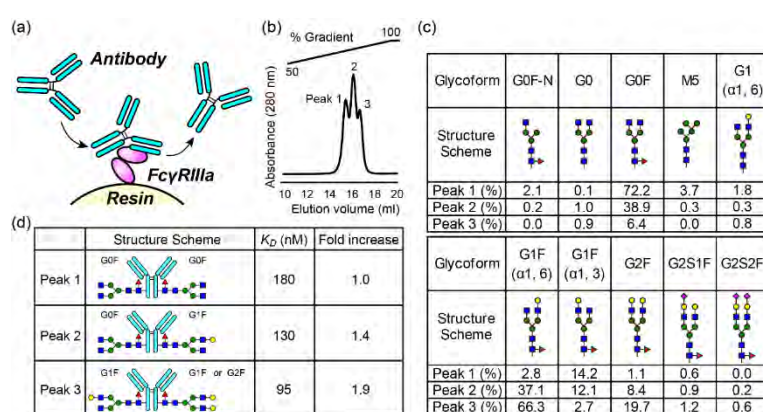 (a)
Antibody
FcγRIIIa
Resin
(b)
% Gradient
50
100
Peak 1
2
3
Absorbance (280 nm)
10 12 14 16 18 20
Elution volume (ml)
(c)
Glycoform G0F-N G0 G0F M5 G1 (α1, 6)
Structure Scheme
Peak 1 (%) 2.1 0.1 72.2 3.7 1.8
Peak 2 (%) 0.2 1.0 38.9 0.3 0.3
Peak 3 (%) 0.0 0.9 6.4 0.0 0.8
Glycoform G1F (α1, 6) G1F (α1, 3) G2F G2S1F G2S2F
Structure Scheme
Peak 1 (%) 2.8 14.2 1.1 0.6 0.0
Peak 2 (%) 37.1 12.1 8.4 0.9 0.2
Peak 3 (%) 66.3 2.7 19.7 1.2 0.6
(d)
Structure Scheme K_D (nM) Fold increase
G0F G0F
Peak 1 180 1.0
G0F G1F
Peak 2 130 1.4
G1F G1F or G2F
Peak 3 95 1.9